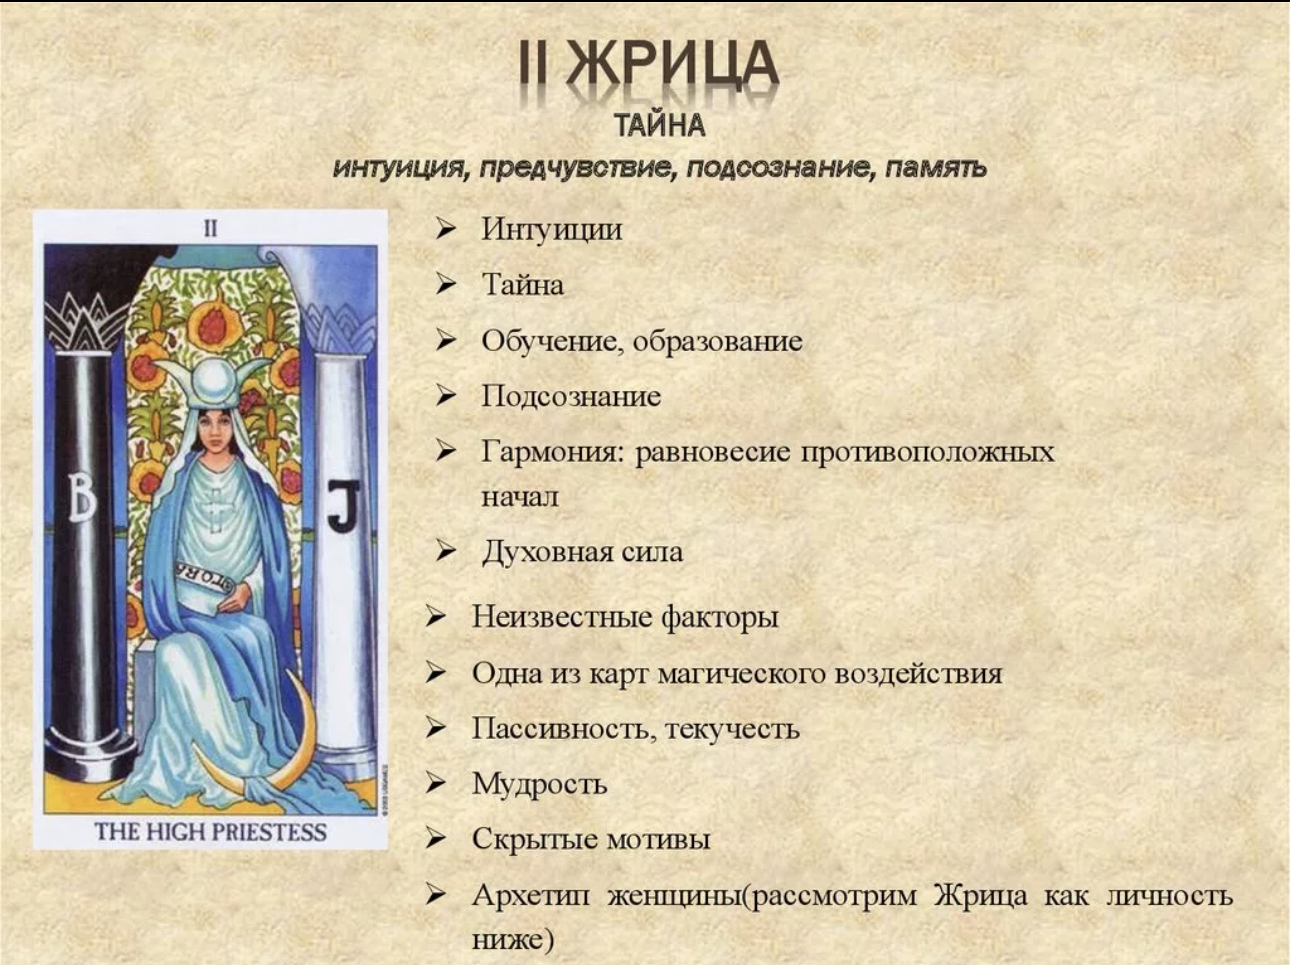 II ЖРИЦА
ТАЙНА
интуиция, предчувствие, подсознание, память
II
B
J
TORA
THE HIGH PRIESTESS
Интуиции
Тайна
Обучение, образование
Подсознание
Гармония: равновесие противоположных
начал
Духовная сила
Неизвестные факторы
Одна из карт магического воздействия
Пассивность, текучесть
Мудрость
Скрытые мотивы
Архетип женщины(рассмотрим Жрица как личность
ниже)